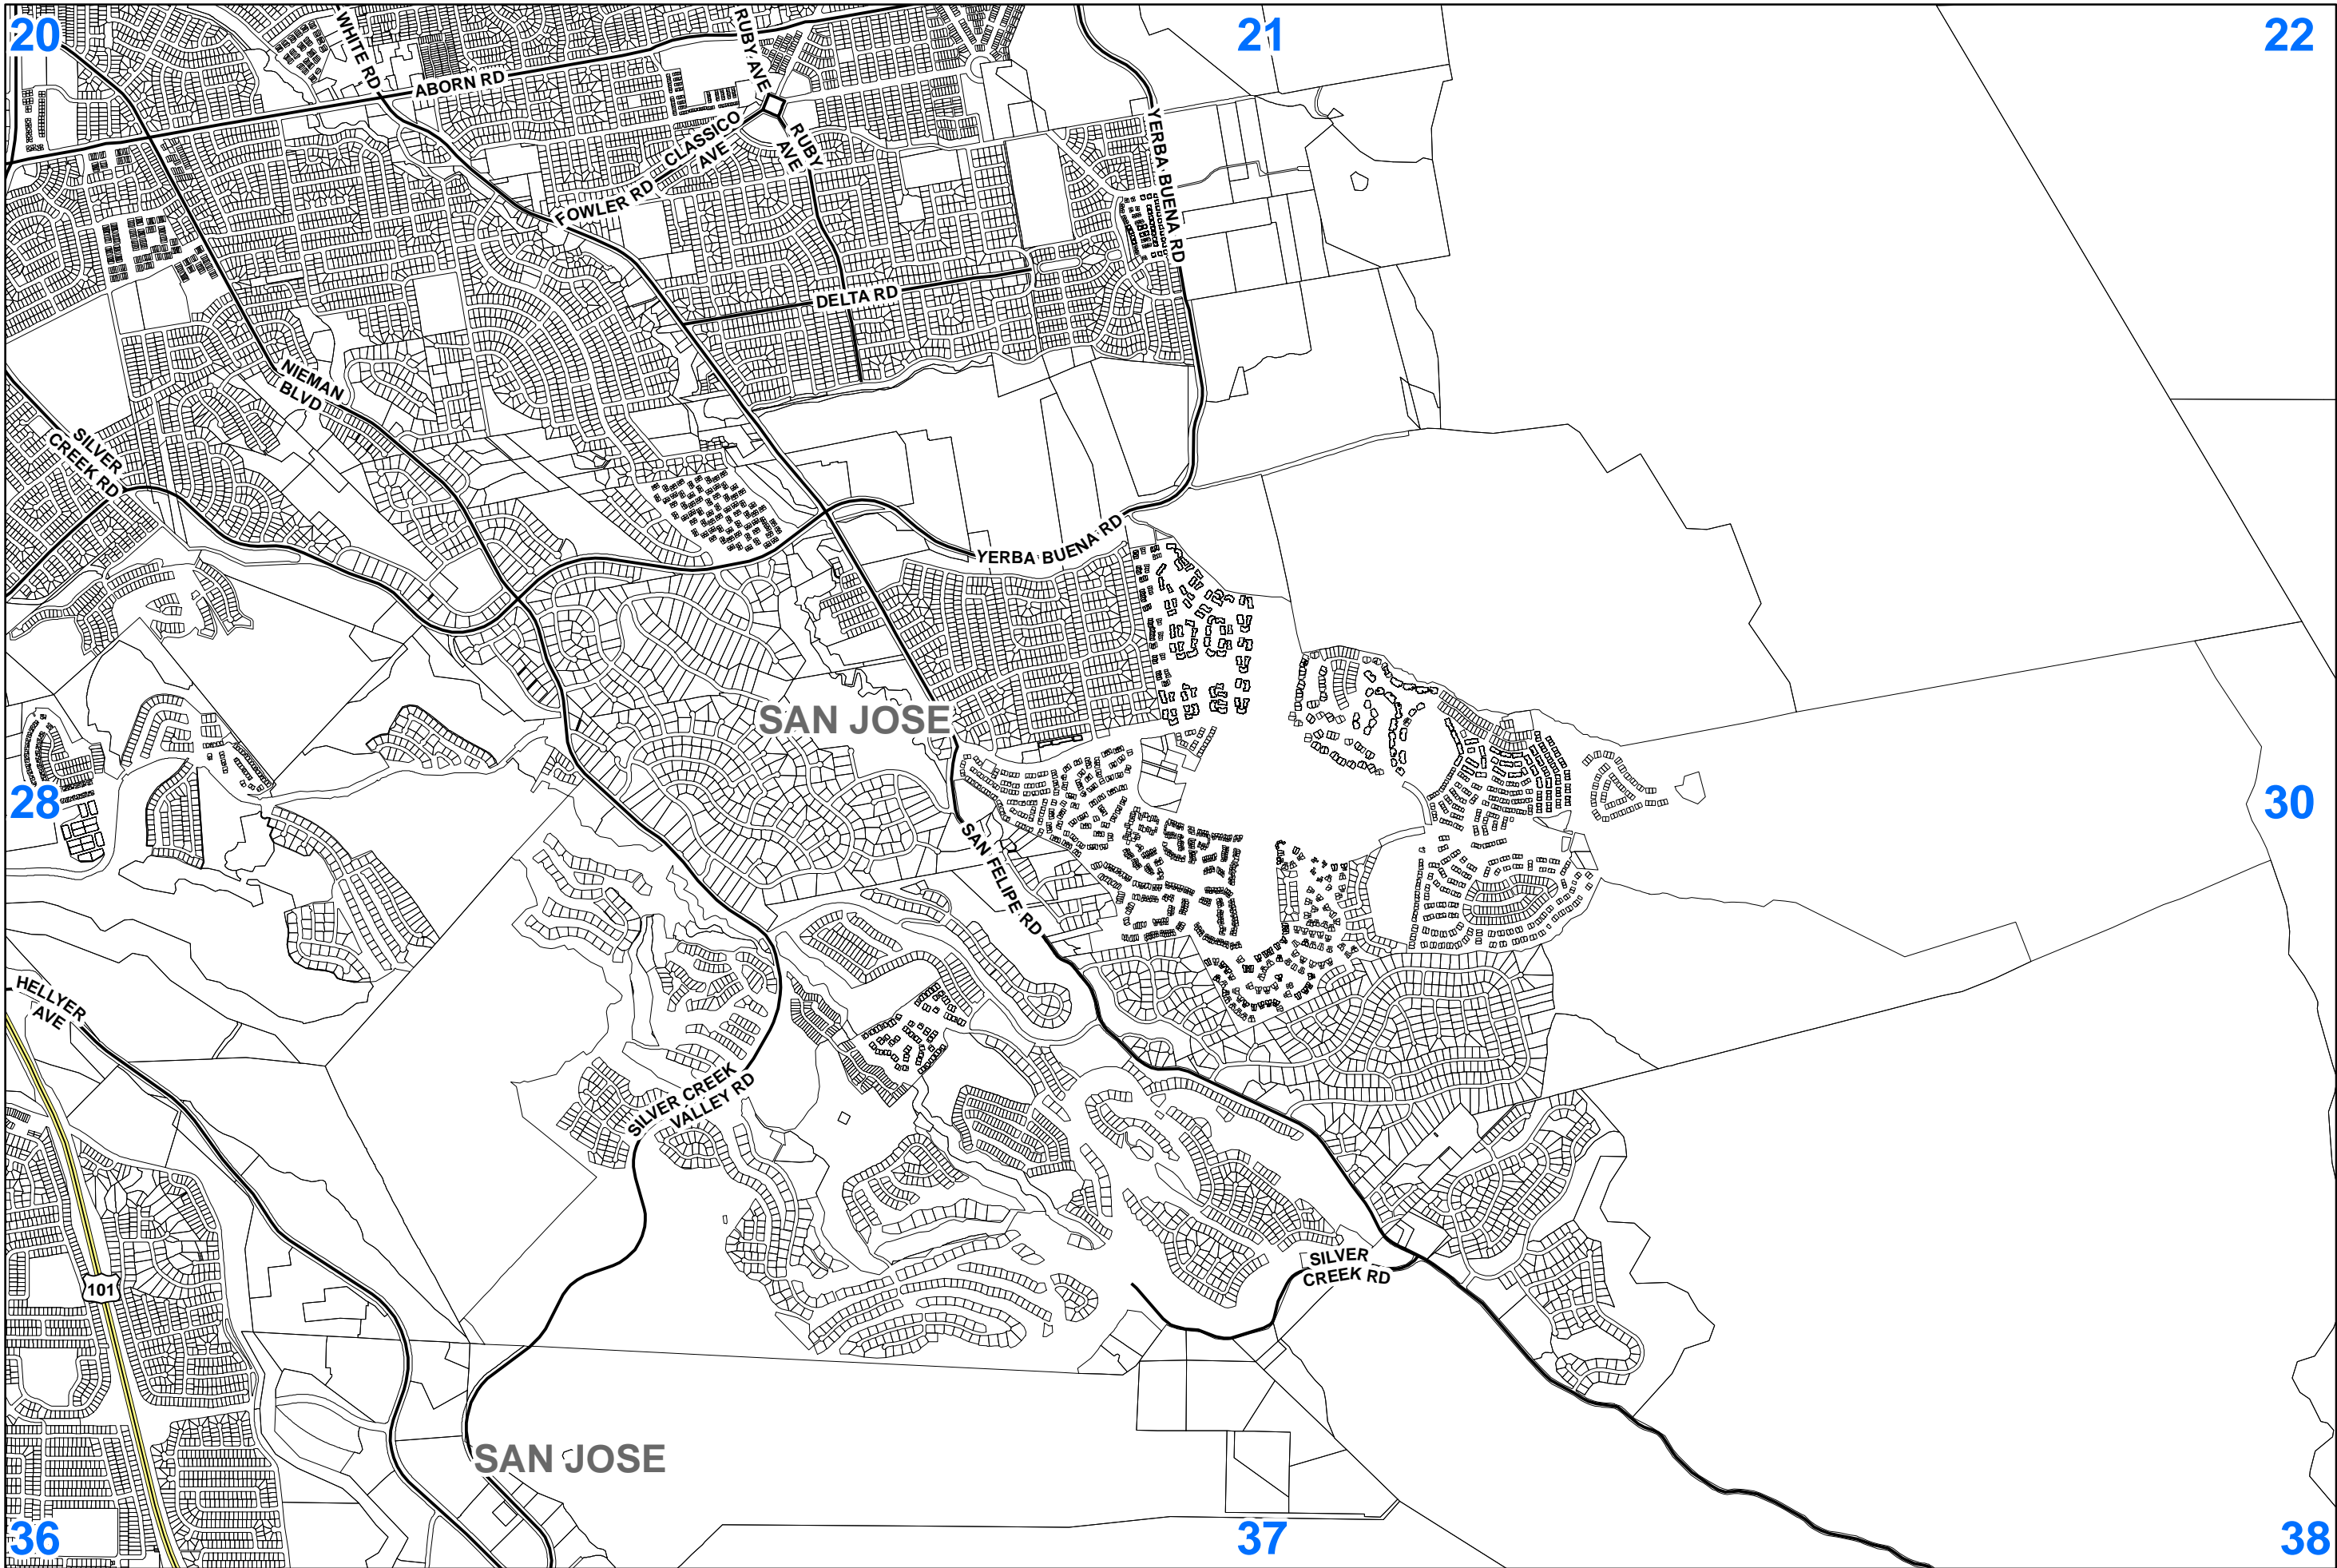 20
21
22
WHITE RD
RUBY AVE
ABORN RD
CLASSICO
AVE
RUBY
AVE
YERBA BUENA RD
FOWLER RD
DELTA RD
NIEMAN
BLVD
SILVER
CREEK RD
YERBA BUENA RD
SAN JOSE
28
30
SAN FELIPE RD
HELLYER
AVE
SILVER CREEK
VALLEY RD
101
SILVER
CREEK RD
SAN JOSE
36
37
38